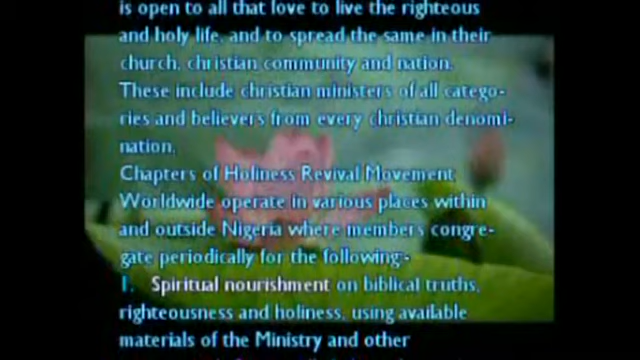 is open to all that love to live the righteous
and holy life, and to spread the same in their
church, christian community and nation.
These include christian ministers of all catego-
ries and believers from every christian denomi-
nation.
Chapters of Holiness Revival Movement
Worldwide operate in various places within
and outside Nigeria where members congre-
gate periodically for the following:-
1. Spiritual nourishment on biblical truths,
righteousness and holiness, using available
materials of the Ministry and other